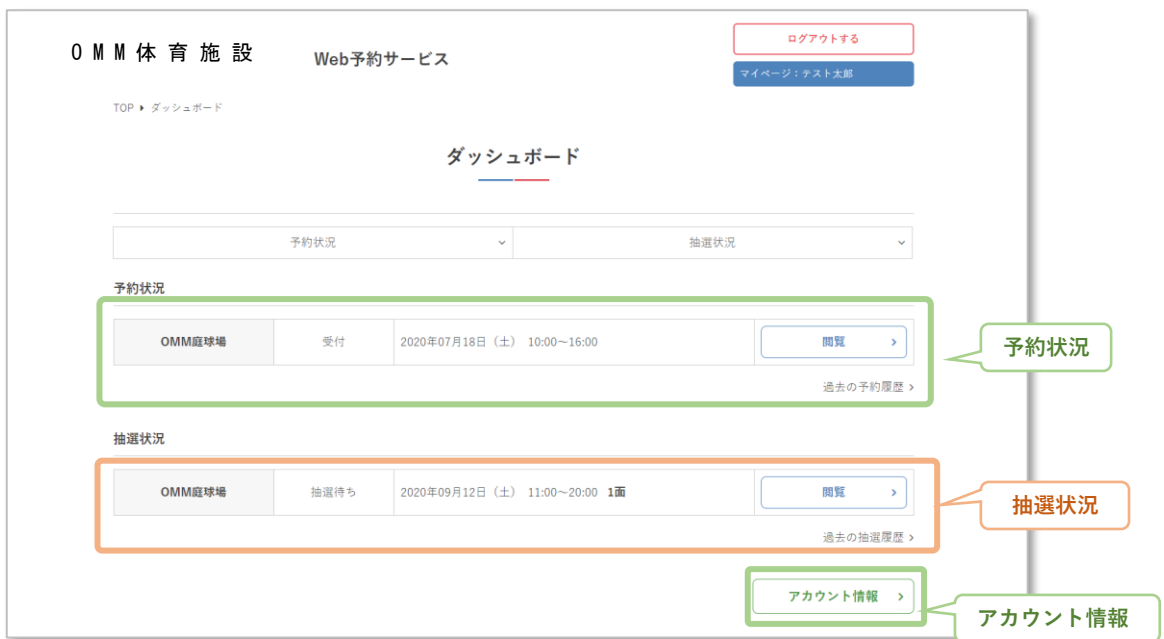 OMM体育施設 Web予約サービス
ログアウトする
マイページ：テスト太郎
TOP ▶ ダッシュボード
ダッシュボード
予約状況 抽選状況
予約状況
OMM庭球場 受付 2020年07月18日（土） 10:00～16:00 閲覧
過去の予約履歴
予約状況
抽選状況
OMM庭球場 抽選待ち 2020年09月12日（土） 11:00～20:00 1面 閲覧
過去の抽選履歴
抽選状況
アカウント情報
アカウント情報